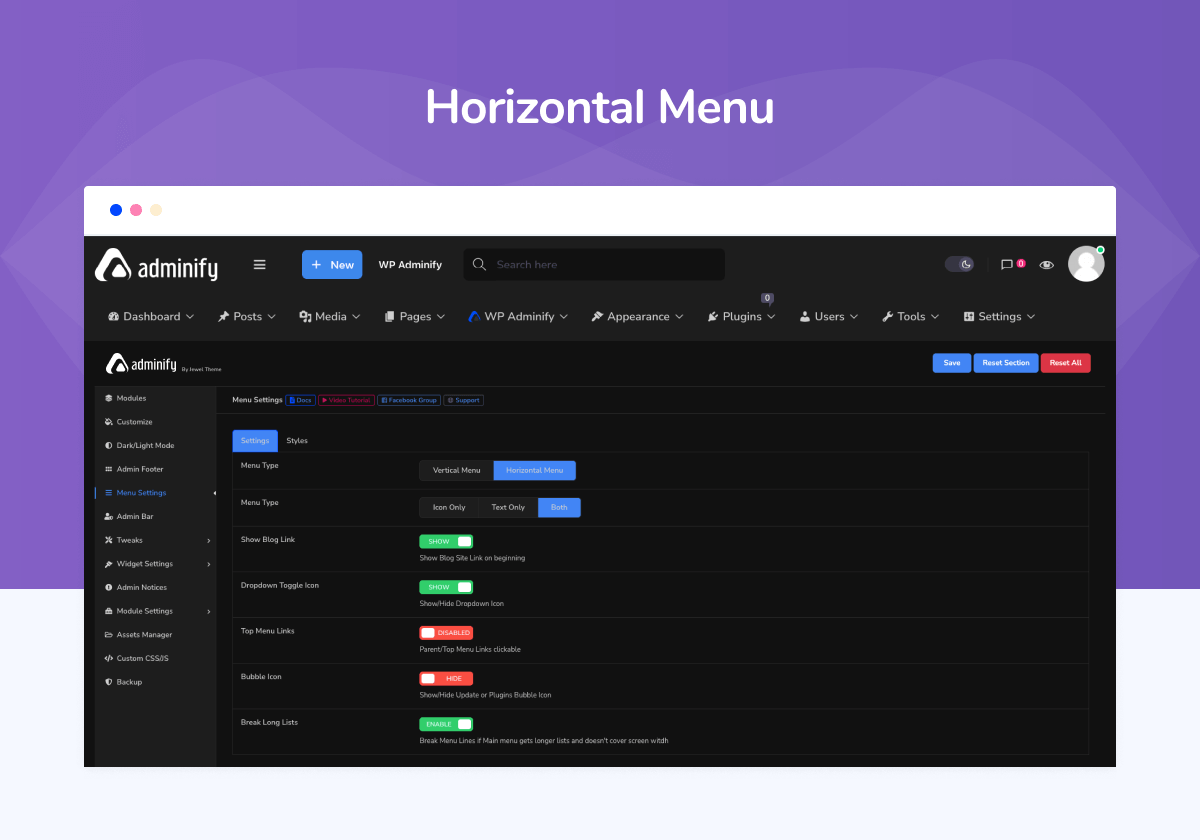 Horizontal Menu
adminify
New
WP Adminify
Search here
0
0
Dashboard Posts Media Pages WP Adminify Appearance Plugins Users Tools Settings
adminify By Jewel Theme
Save Reset Section Reset All
Modules
Customize
Dark/Light Mode
Admin Footer
Menu Settings
Admin Bar
Tweaks
Widget Settings
Admin Notices
Module Settings
Assets Manager
Custom CSS/JS
Backup
Menu Settings Docs Video Tutorial Facebook Group Support
Settings Styles
Menu Type Vertical Menu Horizontal Menu
Menu Type Icon Only Text Only Both
Show Blog Link SHOW
Show Blog Site Link on beginning
Dropdown Toggle Icon SHOW
Show/Hide Dropdown Icon
Top Menu Links DISABLED
Parent/Top Menu Links clickable
Bubble Icon HIDE
Show/Hide Update or Plugins Bubble Icon
Break Long Lists ENABLE
Break Menu Lines if Main menu gets longer lists and doesn't cover screen witdh